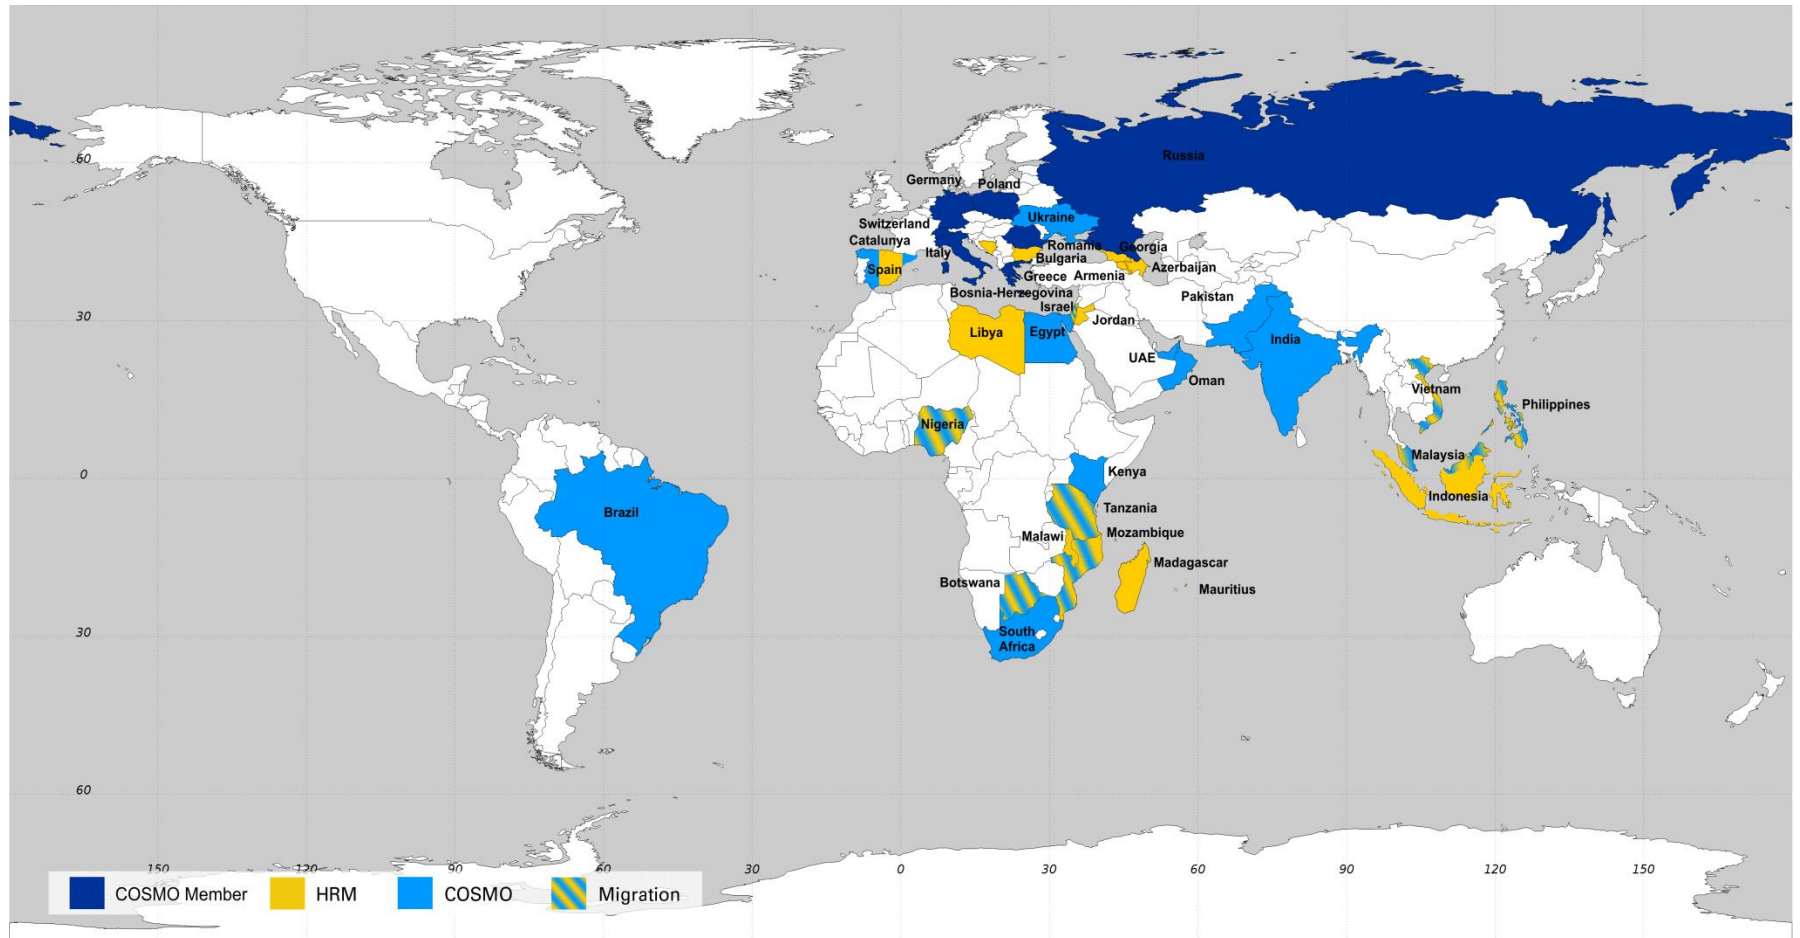 60
Russia
Germany
Poland
Switzerland
Ukraine
Catalunya
Romania
Georgia
Italy
Bulgaria
Spain
Azerbaijan
Greece
Armenia
Bosnia-Herzegovina
Pakistan
Israel
30
Jordan
Libya
Egypt
India
UAE
Oman
Vietnam
Philippines
Nigeria
Malaysia
Kenya
0
Indonesia
Brazil
Tanzania
Malawi
Mozambique
Madagascar
Botswana
Mauritius
30
South
Africa
60
150 120 90 60 30 0 30 60 90 120 150
COSMO Member HRM COSMO Migration